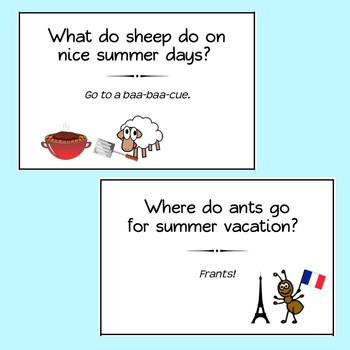 What do sheep do on
nice summer days?
Go to a baa-baa-cue.
Where do ants go
for summer vacation?
Frants!